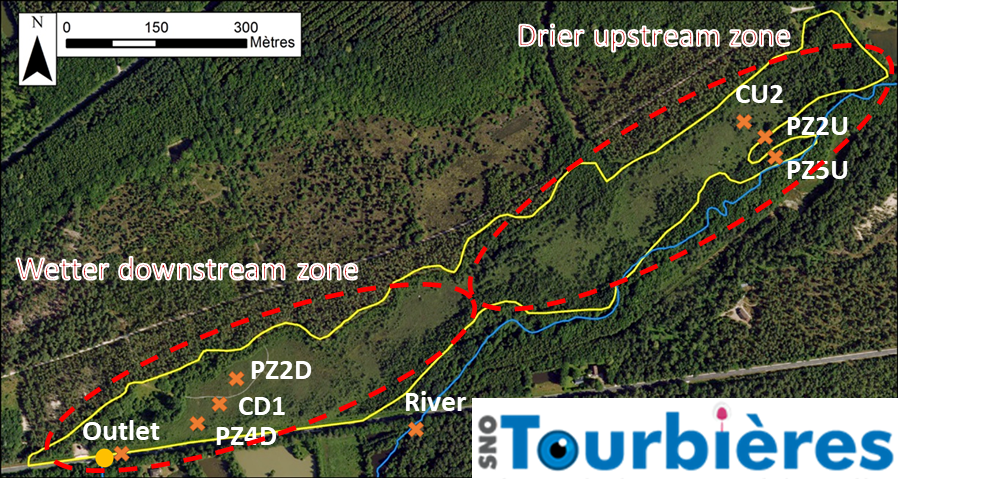 N
0 150 300
Mètres
Drier upstream zone
CU2
PZ2U
PZ5U
Wetter downstream zone
PZ2D
CD1
PZ4D
River
Outlet
SNO Tourbières